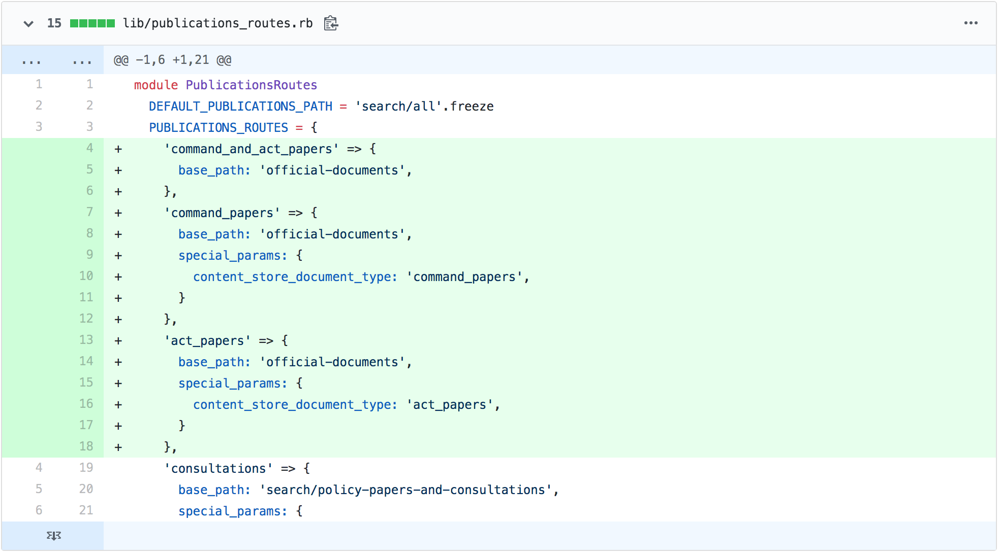 15 lib/publications_routes.rb
... ... @@ -1,6 +1,21 @@
1 1 module PublicationsRoutes
2 2 DEFAULT_PUBLICATIONS_PATH = 'search/all'.freeze
3 3 PUBLICATIONS_ROUTES = {
4 + 'command_and_act_papers' => {
5 + base_path: 'official-documents',
6 + },
7 + 'command_papers' => {
8 + base_path: 'official-documents',
9 + special_params: {
10 + content_store_document_type: 'command_papers',
11 + }
12 + },
13 + 'act_papers' => {
14 + base_path: 'official-documents',
15 + special_params: {
16 + content_store_document_type: 'act_papers',
17 + }
18 + },
4 19 'consultations' => {
5 20 base_path: 'search/policy-papers-and-consultations',
6 21 special_params: {